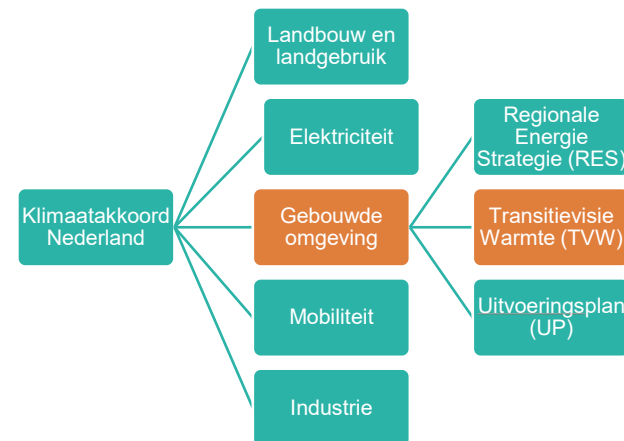 Landbouw en
landgebruik
Elektriciteit
Regionale
Energie
Strategie (RES)
Klimaatakkoord
Nederland
Gebouwde
omgeving
Transitievisie
Warmte (TVW)
Mobiliteit
Uitvoeringsplan
(UP)
Industrie